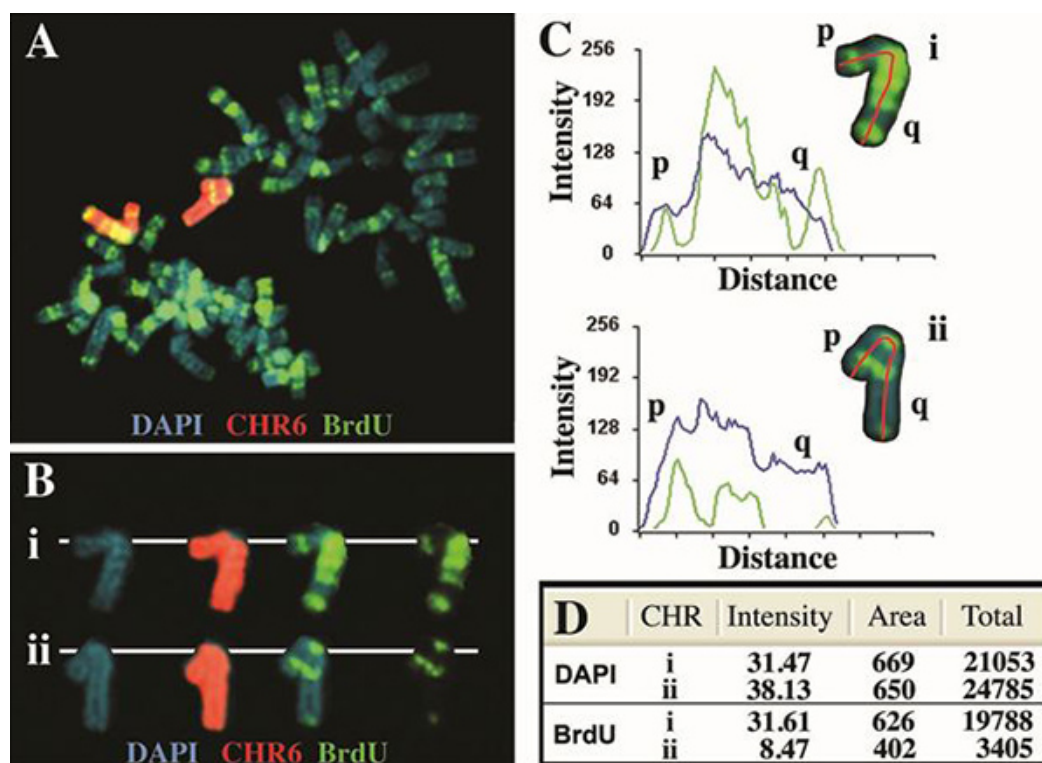 A
DAPI CHR6 BrdU
B
i
ii
DAPI CHR6 BrdU
C
p
i
256
192
128
64
0
Intensity
p
q
q
Distance
256
192
128
64
0
Intensity
p
ii
p
q
q
Distance
D CHR Intensity Area Total
DAPI i 31.47 669 21053
ii 38.13 650 24785
BrdU i 31.61 626 19788
ii 8.47 402 3405